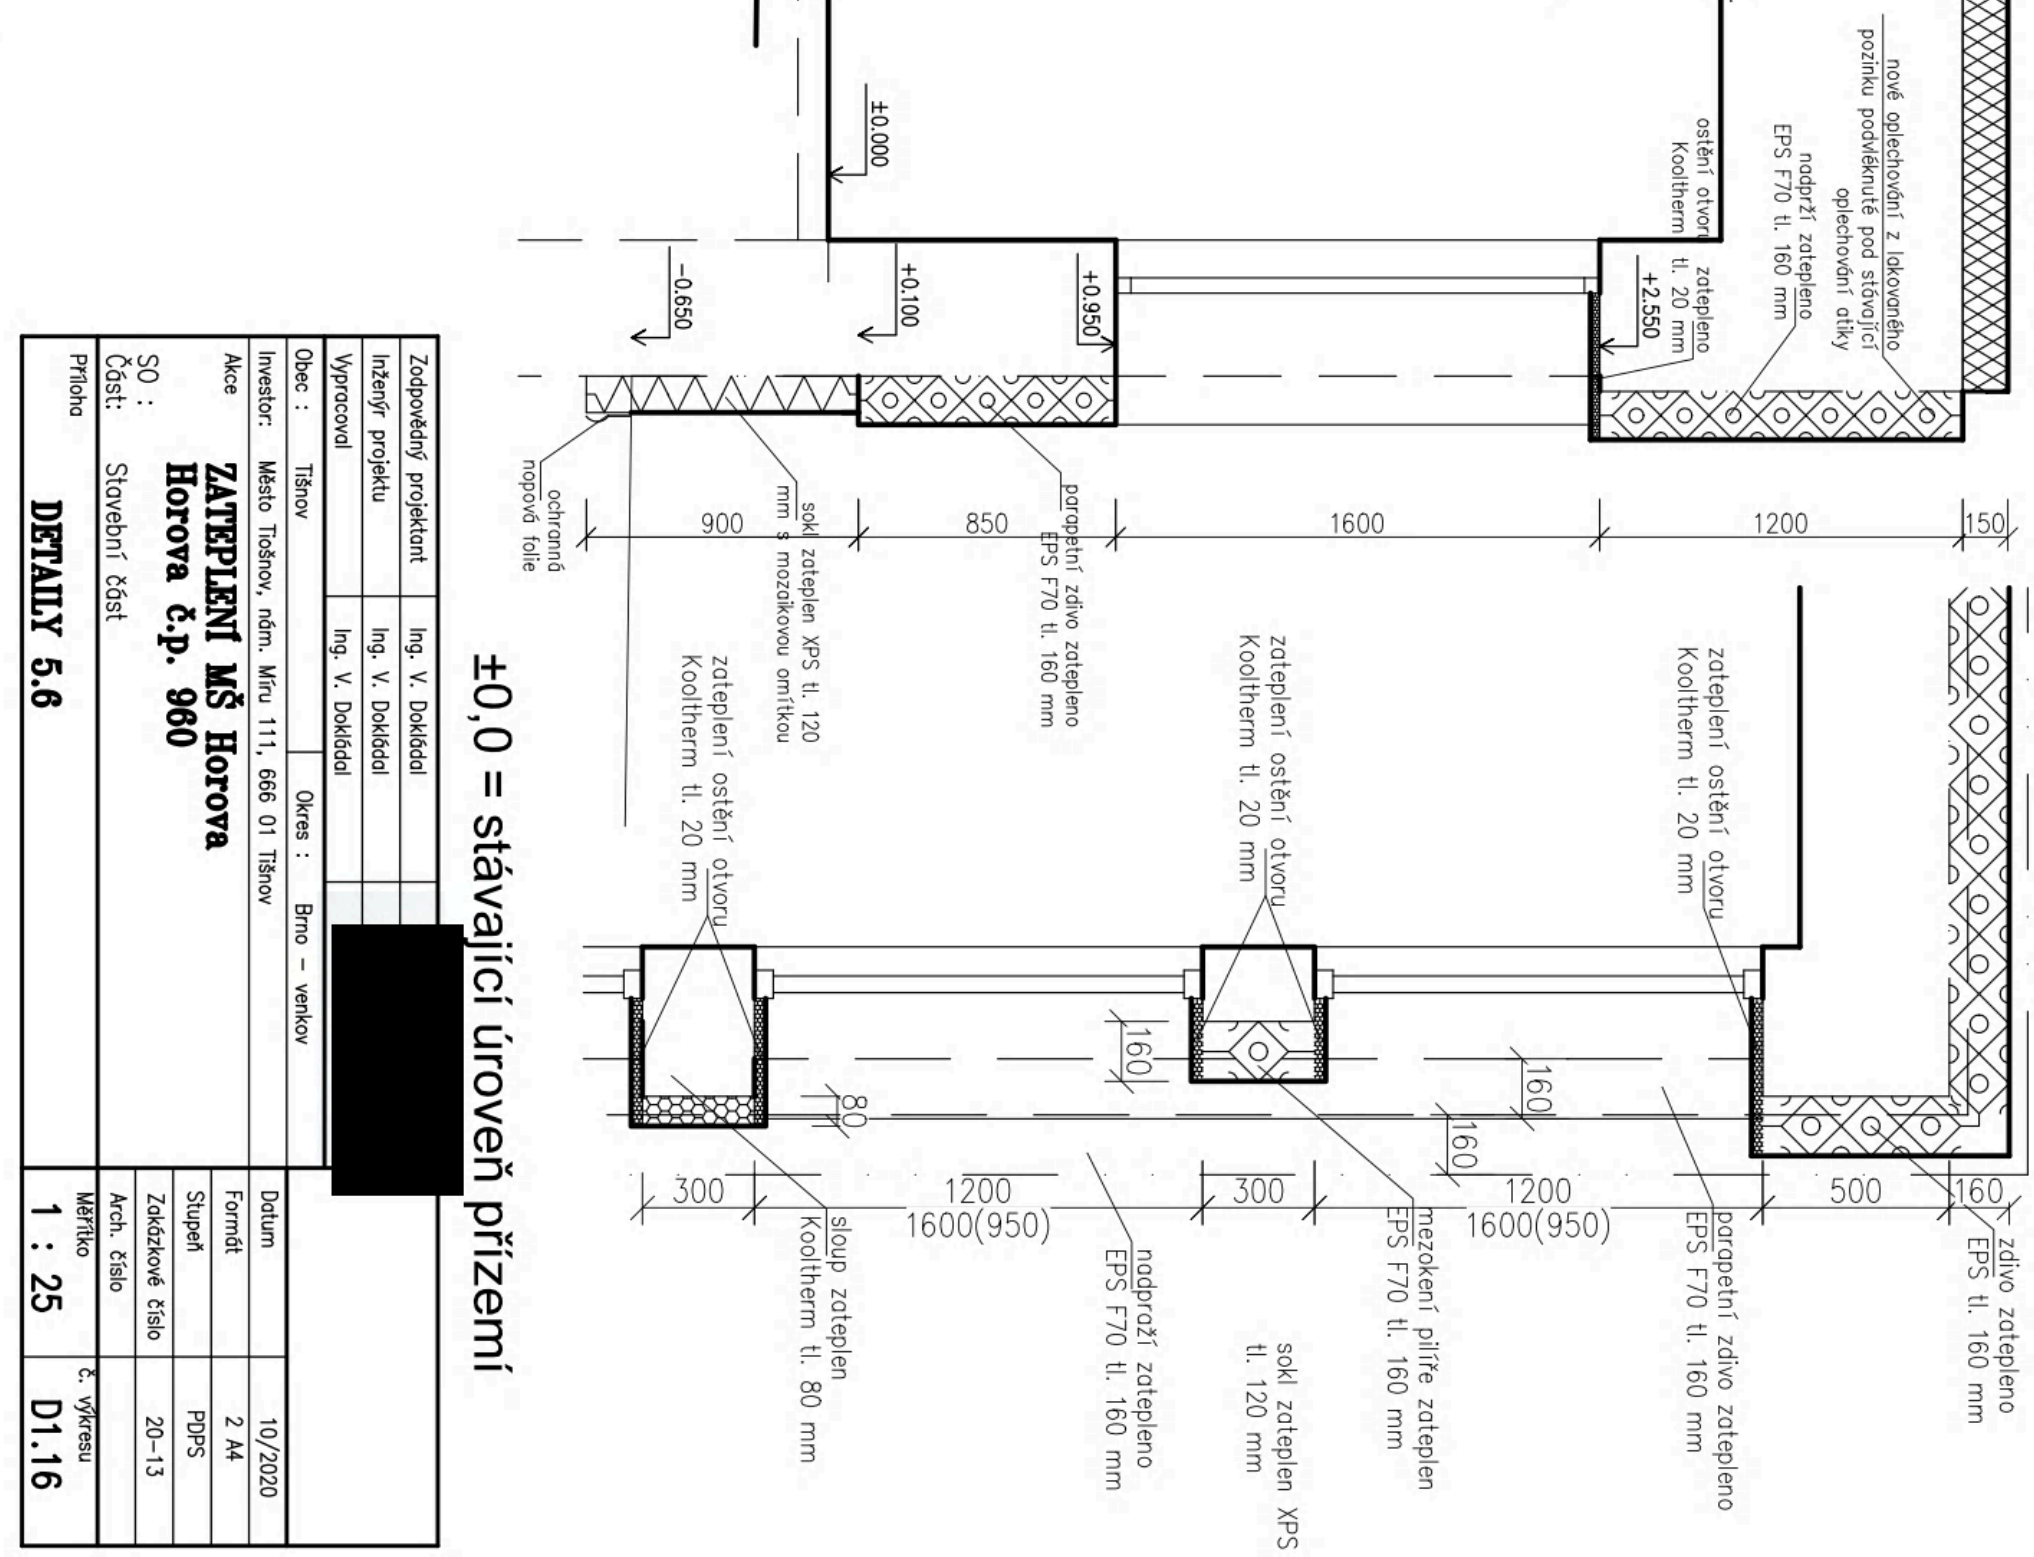 nové oplechování z lakovaného
pozinku podvléknuté pod stávající
oplechování atiky
nadprží zatepleno
EPS F70 tl. 160 mm
ostění otvoru zatepleno
Kooltherm tl. 20 mm
±0.000
+2.550
+0.950
+0.100
-0.650
150
1200
1600
850
900
parapetní zdivo zatepleno
EPS F70 tl. 160 mm
sokl zateplen XPS tl. 120
mm s mozaikovou omítkou
ochranná
nopová folie
zateplení ostění otvoru
Kooltherm tl. 20 mm
zateplení ostění otvoru
Kooltherm tl. 20 mm
zateplení ostění otvoru
Kooltherm tl. 20 mm
160
160
160
80
160
500
1200
1600(950)
300
1200
1600(950)
300
zdivo zatepleno
EPS tl. 160 mm
parapetní zdivo zatepleno
EPS F70 tl. 160 mm
mezokení pilíře zateplen
EPS F70 tl. 160 mm
sokl zateplen XPS
tl. 120 mm
nadpraží zatepleno
EPS F70 tl. 160 mm
sloup zateplen
Kooltherm tl. 80 mm
±0,0 = stávající úroveň přízemí
Zodpovědný projektant Ing. V. Dokládal
Inženýr projektu Ing. V. Dokládal
Vypracoval Ing. V. Dokládal
Obec : Tišnov Okres : Brno - venkov
Investor: Město Tiošnov, nám. Míru 111, 666 01 Tišnov
Akce ZATEPLENÍ MŠ Horova
Horova č.p. 960
SO :
Část: Stavební část
Příloha
DETAILY 5.6
Datum 10/2020
Formát 2 A4
Stupeň PDPS
Zakázkové číslo 20-13
Arch. číslo
Měřítko č. výkresu
1 : 25 D1.16